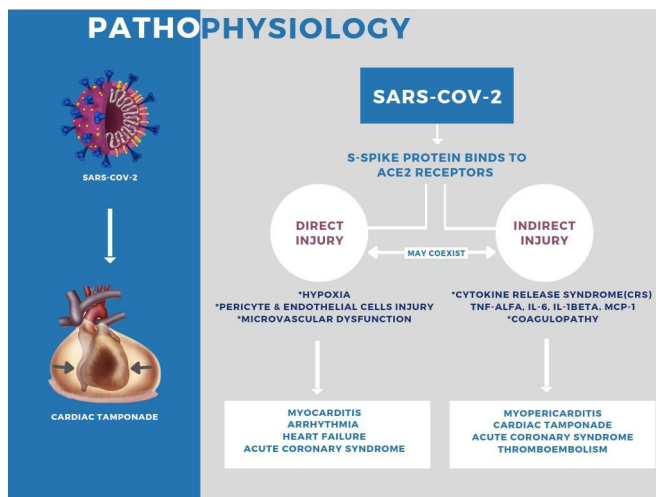 PATHOPHYSIOLOGY
SARS-COV-2
CARDIAC TAMPONADE
SARS-COV-2
S-SPIKE PROTEIN BINDS TO
ACE2 RECEPTORS
DIRECT
INJURY
MAY COEXIST
INDIRECT
INJURY
*HYPOXIA
*PERICYTE & ENDOTHELIAL CELLS INJURY
*MICROVASCULAR DYSFUNCTION
*CYTOKINE RELEASE SYNDROME(CRS)
TNF-ALFA, IL-6, IL-1BETA, MCP-1
*COAGULOPATHY
MYOCARDITIS
ARRHYTHMIA
HEART FAILURE
ACUTE CORONARY SYNDROME
MYOPERICARDITIS
CARDIAC TAMPONADE
ACUTE CORONARY SYNDROME
THROMBOEMBOLISM